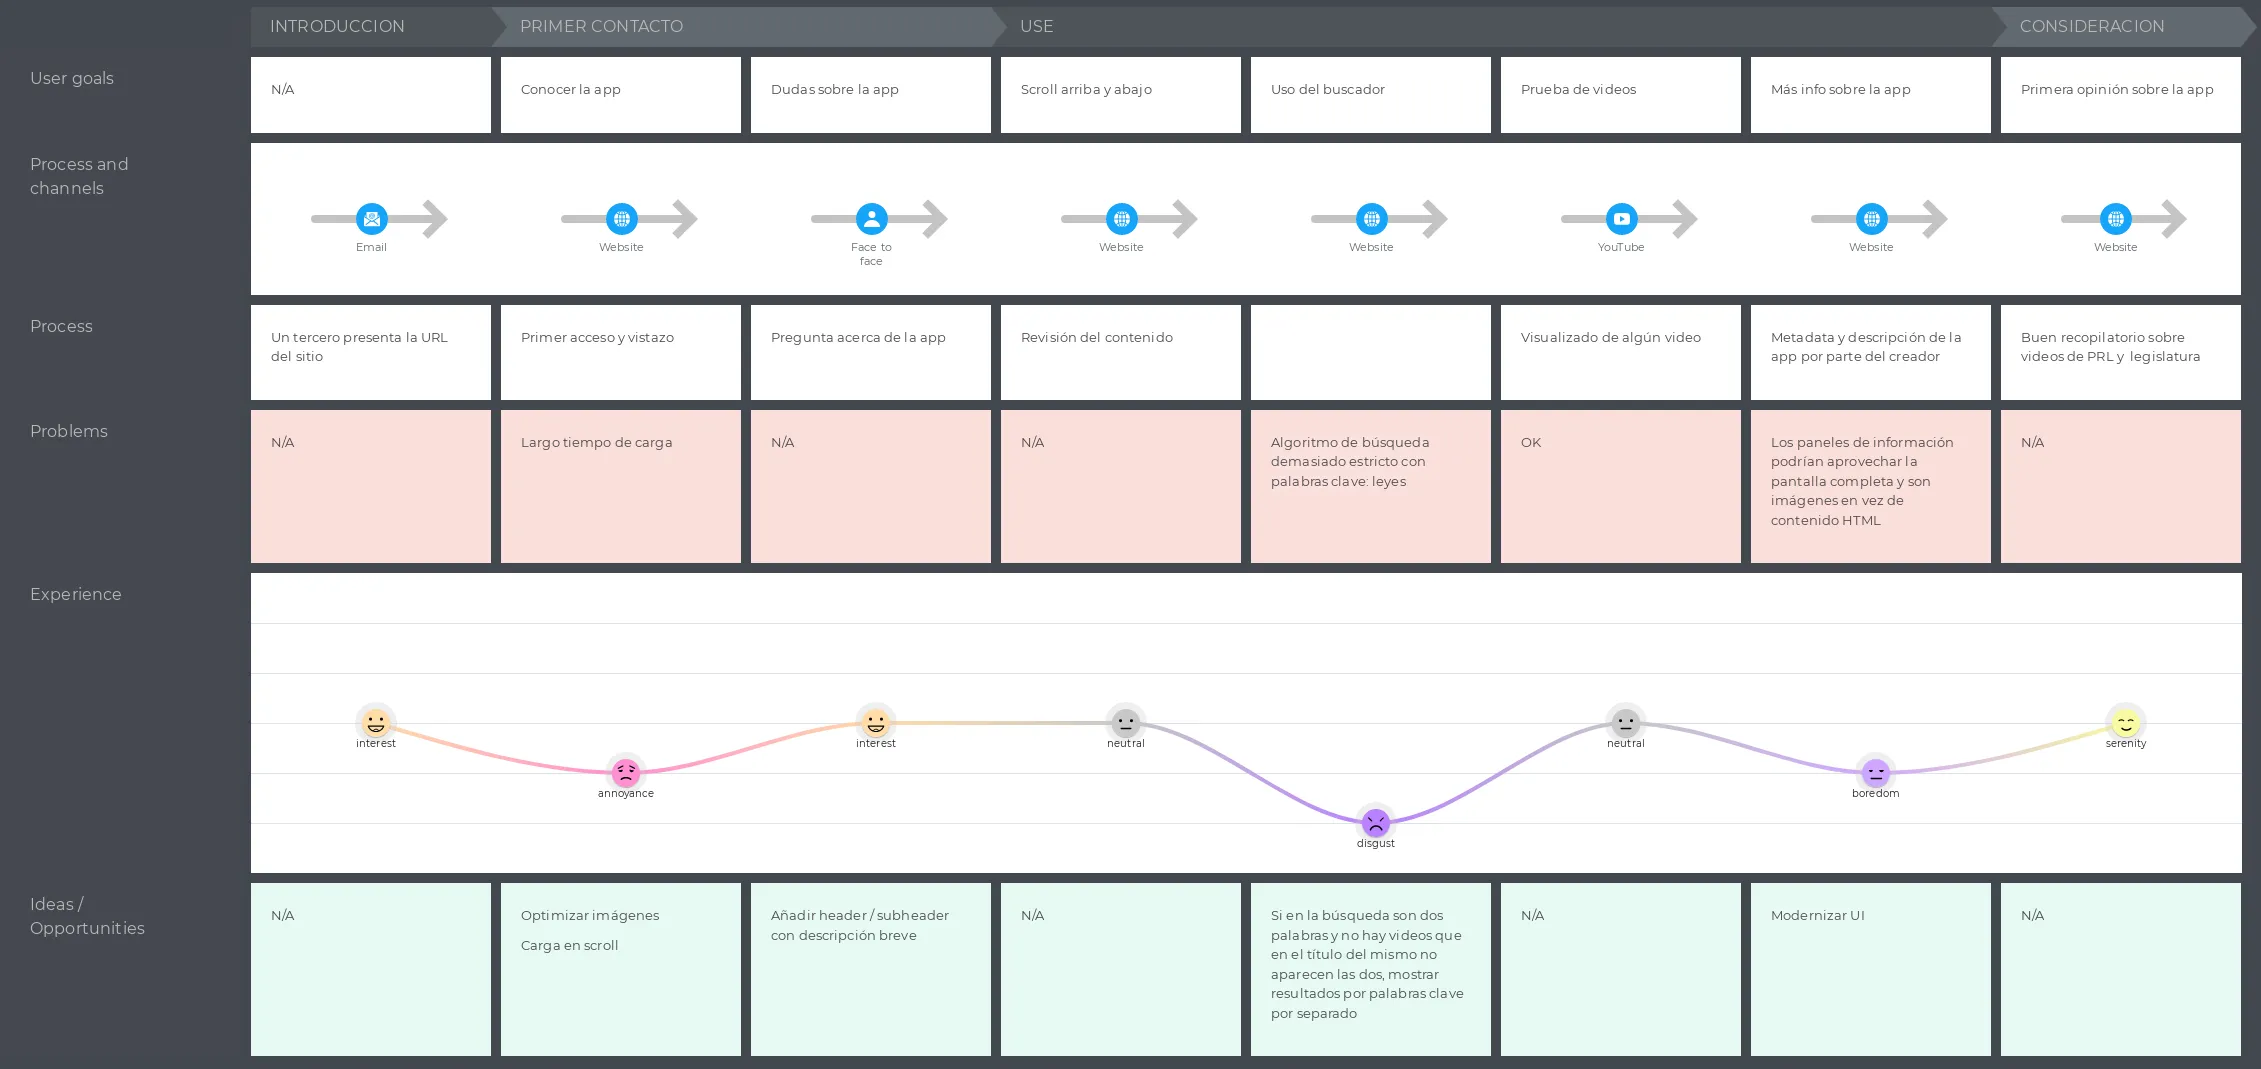 INTRODUCCION
PRIMER CONTACTO
USE
CONSIDERACION
User goals
N/A
Conocer la app
Dudas sobre la app
Scroll arriba y abajo
Uso del buscador
Prueba de videos
Más info sobre la app
Primera opinión sobre la app
Process and
channels
Email
Website
Face to
face
Website
Website
YouTube
Website
Website
Process
Un tercero presenta la URL
del sitio
Primer acceso y vistazo
Pregunta acerca de la app
Revisión del contenido
Visualizado de algún video
Metadata y descripción de la
app por parte del creador
Buen recopilatorio sobre
videos de PRL y  legislatura
Problems
N/A
Largo tiempo de carga
N/A
N/A
Algoritmo de búsqueda
demasiado estricto con
palabras clave: leyes
OK
Los paneles de información
podrían aprovechar la
pantalla completa y son
imágenes en vez de
contenido HTML
N/A
Experience
interest
annoyance
interest
neutral
disgust
neutral
boredom
serenity
Ideas /
Opportunities
N/A
Optimizar imágenes
Carga en scroll
Añadir header / subheader
con descripción breve
N/A
Si en la búsqueda son dos
palabras y no hay videos que
en el título del mismo no
aparecen las dos, mostrar
resultados por palabras clave
por separado
N/A
Modernizar UI
N/A